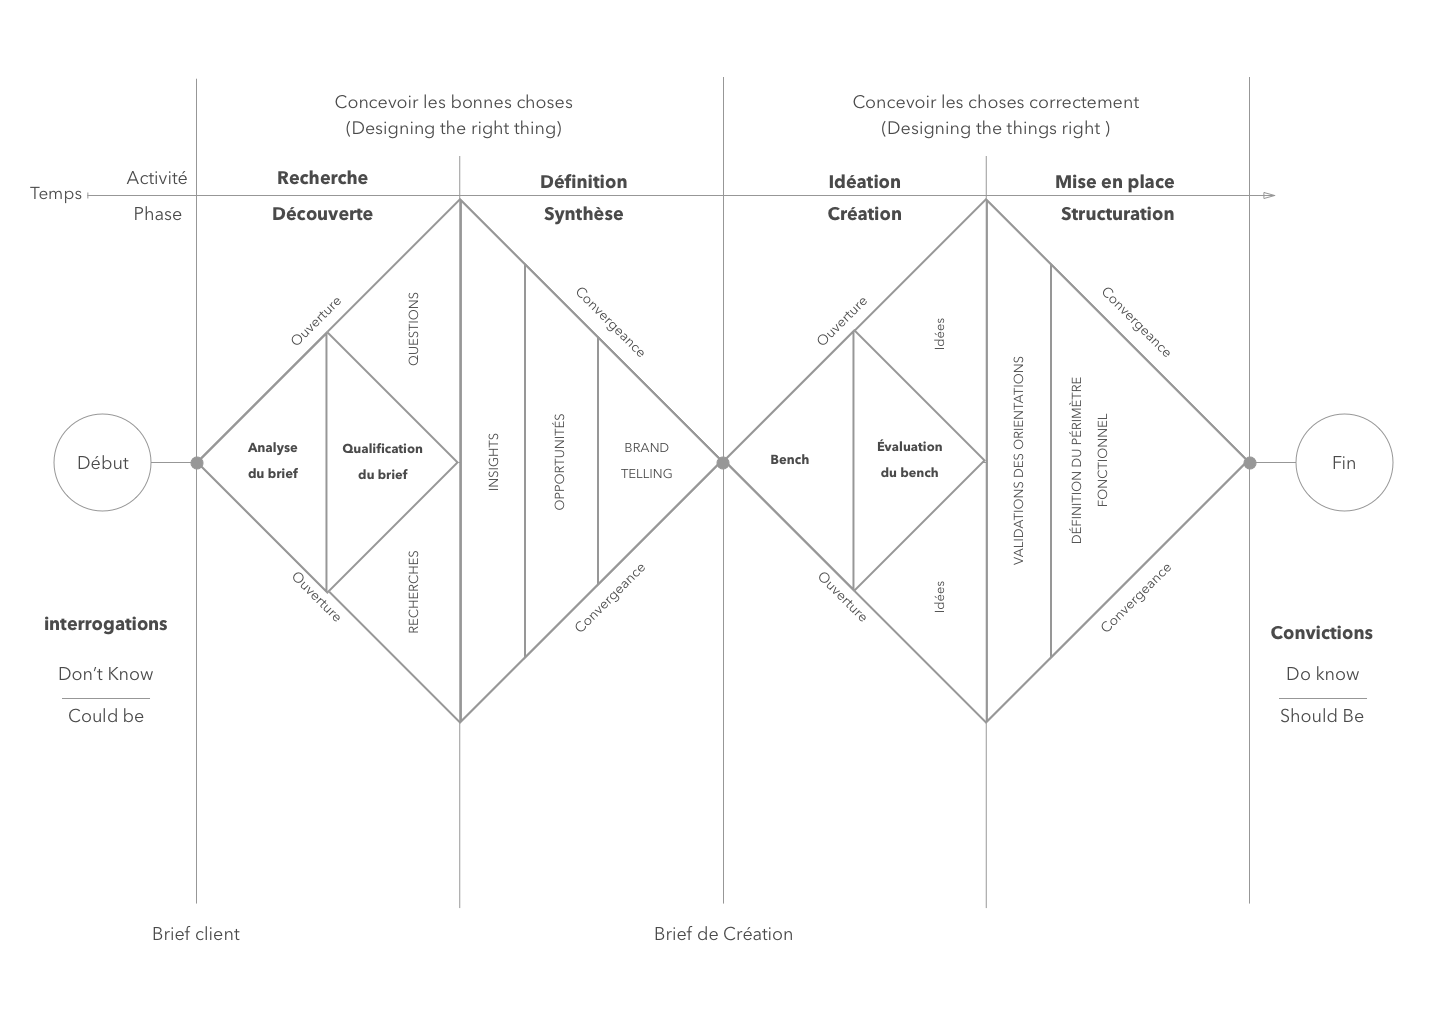 Concevoir les bonnes choses
(Designing the right thing)
Concevoir les choses correctement
(Designing the things right )
Temps
Activité
Phase
Recherche
Découverte
Définition
Synthèse
Idéation
Création
Mise en place
Structuration
Début
Ouverture
Ouverture
Analyse
du brief
Qualification
du brief
QUESTIONS
RECHERCHES
INSIGHTS
OPPORTUNITÉS
BRAND
TELLING
Convergeance
Convergeance
Ouverture
Ouverture
Bench
Évaluation
du bench
Idées
Idées
VALIDATIONS DES ORIENTATIONS
DÉFINITION DU PÉRIMÈTRE
FONCTIONNEL
Convergeance
Convergeance
Fin
interrogations
Don’t Know
Could be
Convictions
Do know
Should Be
Brief client
Brief de Création